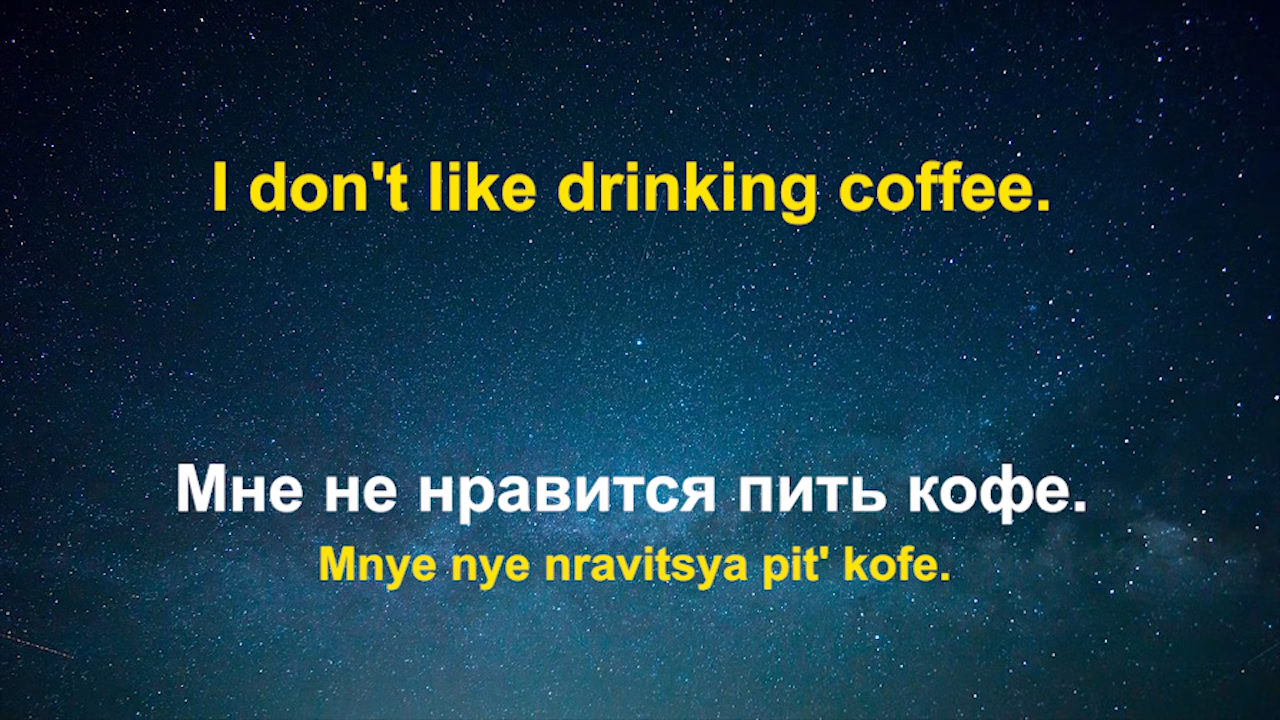 I don't like drinking coffee.
Мне не нравится пить кофе.
Mnye nye nravitsya pit' kofe.